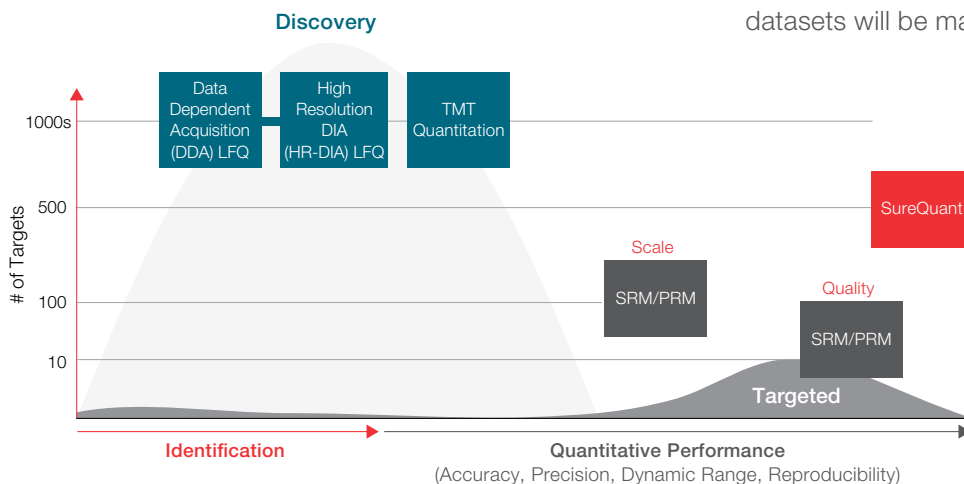 datasets will be ma
Discovery
Data
Dependent
Acquisition
(DDA) LFQ
High
Resolution
DIA
(HR-DIA) LFQ
TMT
Quantitation
1000s
500
100
10
# of Targets
SureQuant
Scale
SRM/PRM
Quality
SRM/PRM
Targeted
Identification
Quantitative Performance
(Accuracy, Precision, Dynamic Range, Reproducibility)